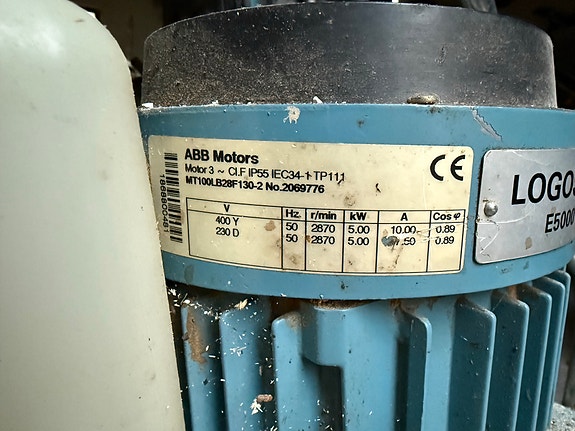 ABB Motors
Motor 3 ~ Cl.F IP55 IEC34-1 TP111
MT100LB28F130-2 No.2069776
CE
V Hz. r/min kW A Cos φ
400 Y 50 2870 5.00 10.00 0.89
230 D 50 2870 5.00 0.89
LOGO
E5000